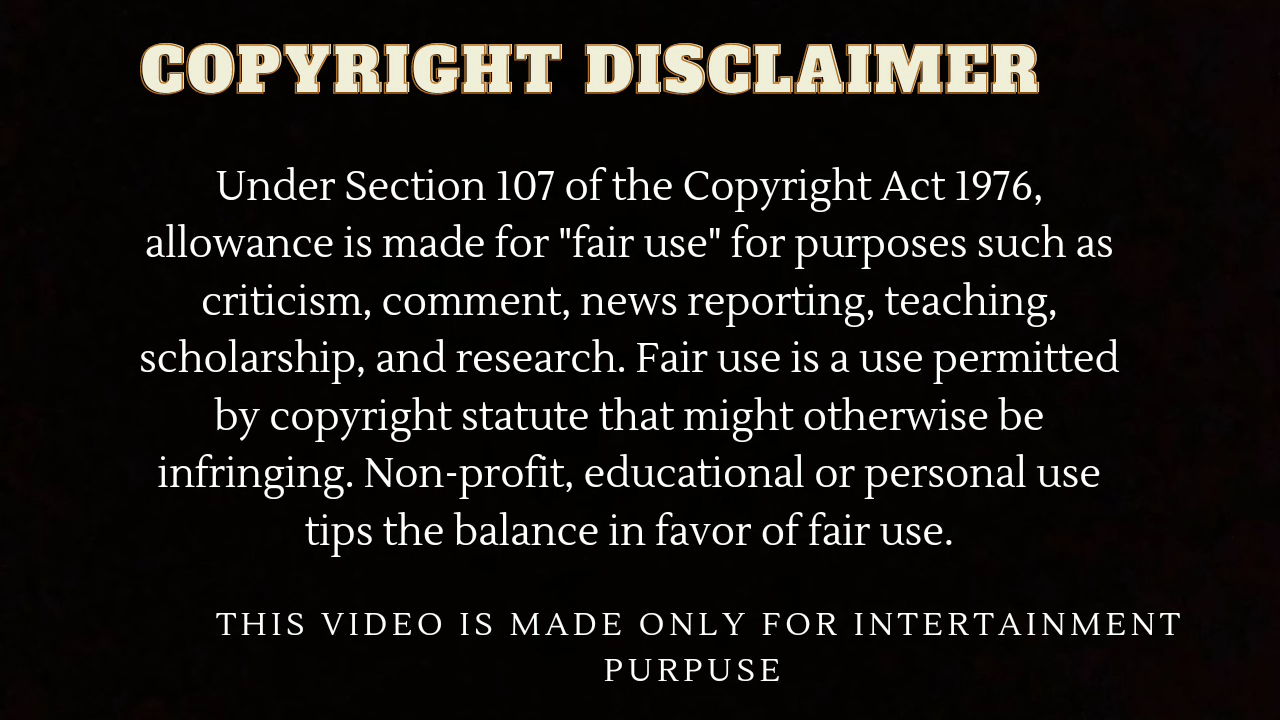 COPYRIGHT DISCLAIMER
Under Section 107 of the Copyright Act 1976,
allowance is made for "fair use" for purposes such as
criticism, comment, news reporting, teaching,
scholarship, and research. Fair use is a use permitted
by copyright statute that might otherwise be
infringing. Non-profit, educational or personal use
tips the balance in favor of fair use.
THIS VIDEO IS MADE ONLY FOR INTERTAINMENT
PURPUSE